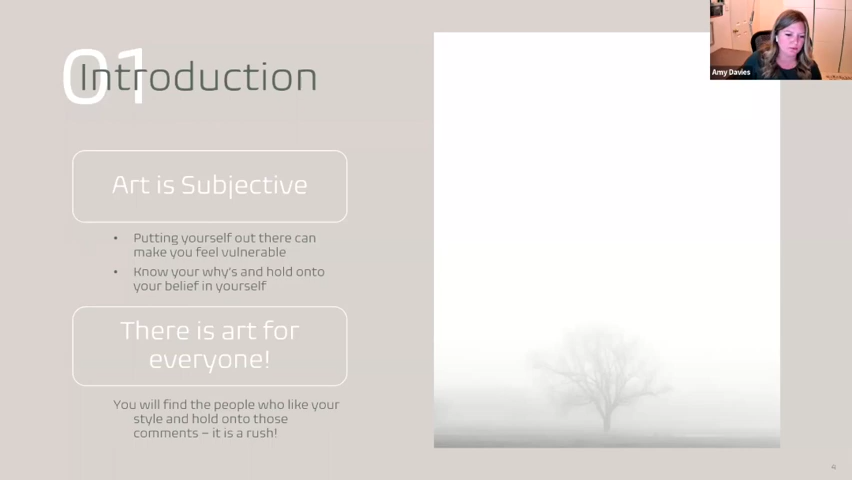 01
Introduction
Art is Subjective
• Putting yourself out there can
make you feel vulnerable
• Know your why's and hold onto
your belief in yourself
There is art for
everyone!
You will find the people who like your
style and hold onto those
comments – it is a rush!
Amy Davies
4